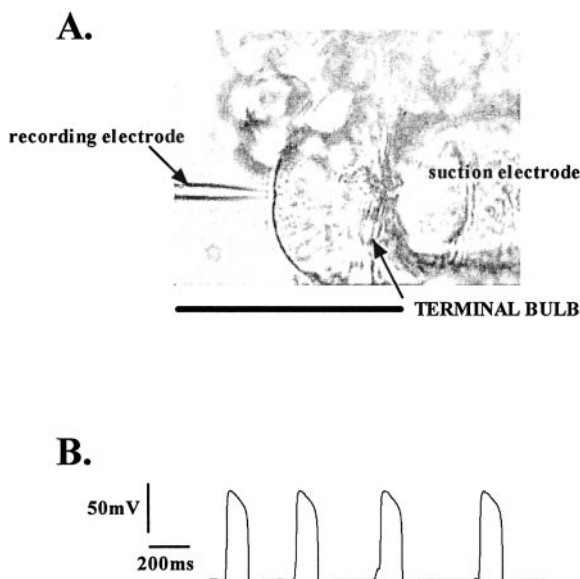 A.
recording electrode
suction electrode
TERMINAL BULB
B.
50mV
200ms